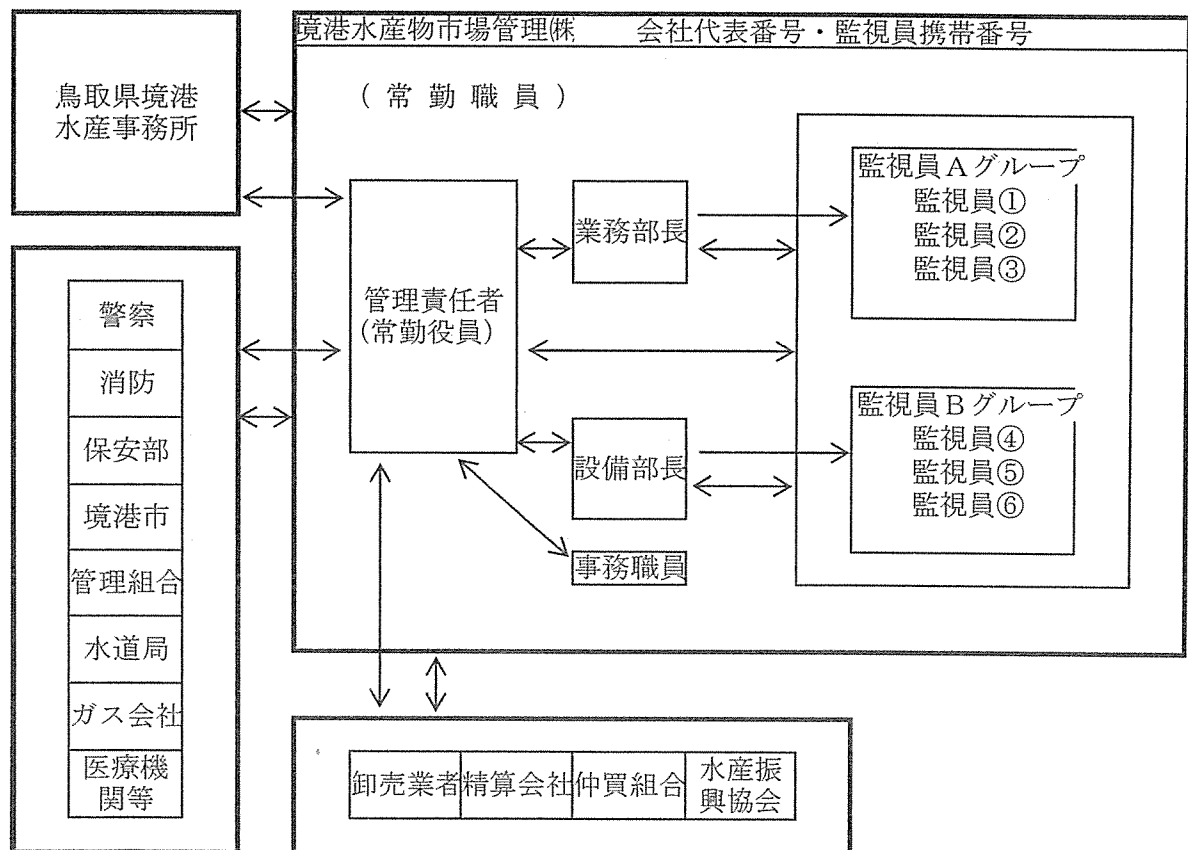 境港水産物市場管理㈱　　会社代表番号・監視員携帯番号
鳥取県境港
水産事務所
(常勤職員)
監視員Ａグループ
監視員①
監視員②
監視員③
業務部長
管理責任者
(常勤役員)
監視員Ｂグループ
監視員④
監視員⑤
監視員⑥
設備部長
事務職員
警察
消防
保安部
境港市
管理組合
水道局
ガス会社
医療機
関等
卸売業者
精算会社
仲買組合
水産振
興協会